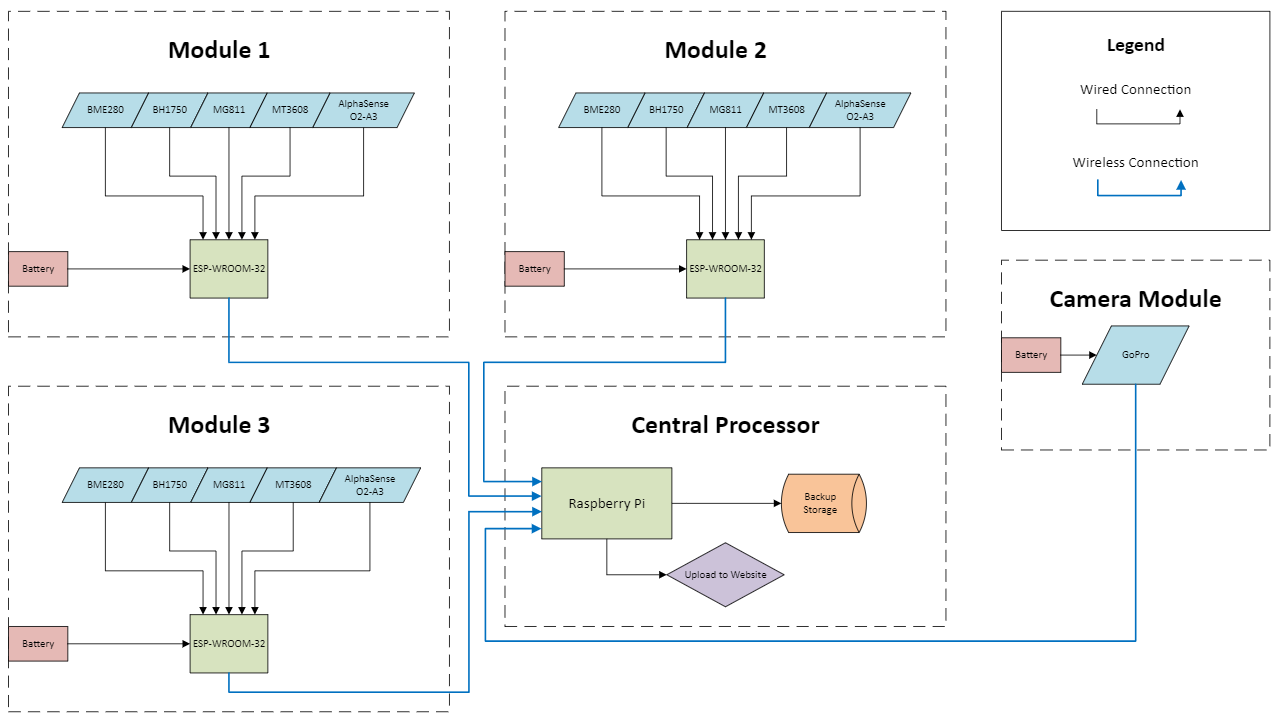 Module 1
BME280
BH1750
MG811
MT3608
AlphaSense
O2-A3
Battery
ESP-WROOM-32
Module 2
BME280
BH1750
MG811
MT3608
AlphaSense
O2-A3
Battery
ESP-WROOM-32
Legend
Wired Connection
Wireless Connection
Camera Module
Battery
GoPro
Module 3
BME280
BH1750
MG811
MT3608
AlphaSense
O2-A3
Battery
ESP-WROOM-32
Central Processor
Raspberry Pi
Backup
Storage
Upload to Website